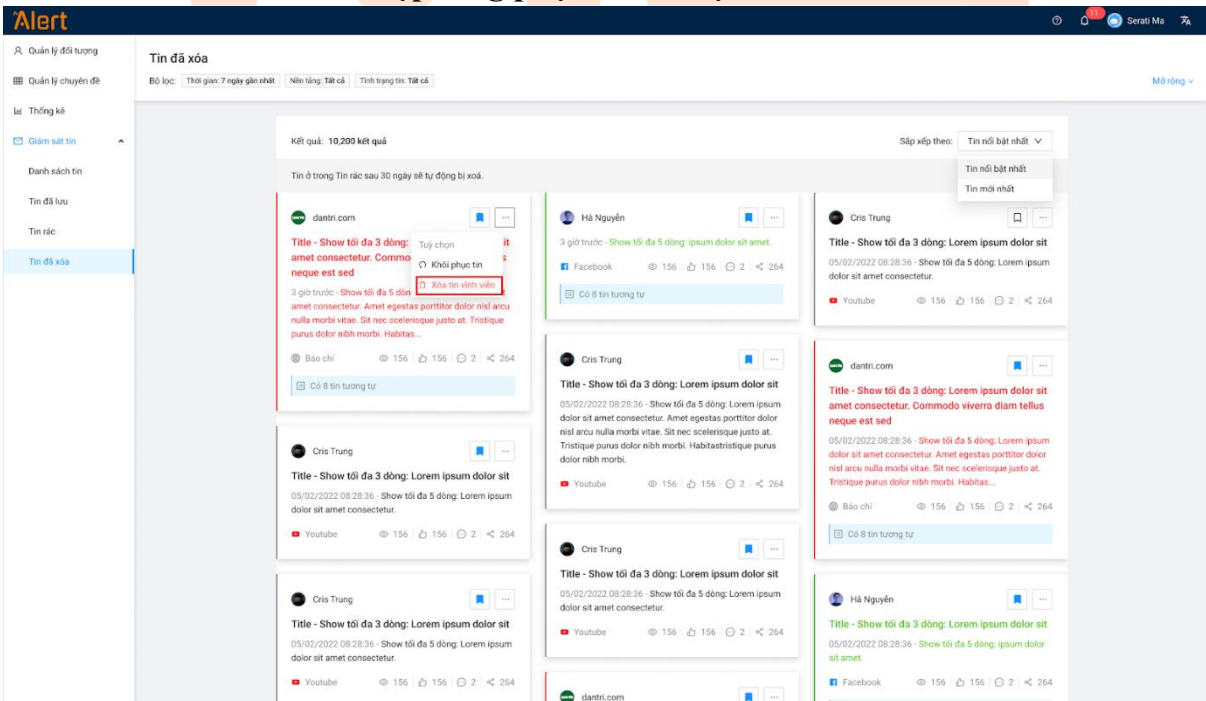 Alert
11
Serati Ma
Quản lý đối tượng
Quản lý chuyên đề
Thống kê
Giám sát tin
Danh sách tin
Tin đã lưu
Tin rác
Tin đã xóa
Tin đã xóa
Bộ lọc: Thời gian: 7 ngày gần nhất Nền tảng: Tất cả Tình trạng tin: Tất cả
Mở rộng
Kết quả: 10,200 kết quả
Sắp xếp theo: Tin nổi bật nhất
Tin nổi bật nhất
Tin mới nhất
Tin ở trong Tin rác sau 30 ngày sẽ tự động bị xoá.
dantri.com
Title - Show tối đa 3 dòng: it
amet consectetur. Commo s
neque est sed
Tuỳ chọn
Khôi phục tin
Xóa tin vĩnh viễn
3 giờ trước - Show tối đa 5 dòn t
amet consectetur. Amet egestas porttitor dolor nisl arcu
nulla morbi vitae. Sit nec scelerisque justo at. Tristique
purus dolor nibh morbi. Habitas...
Báo chí 156 156 2 264
Có 8 tin tương tự
Cris Trung
Title - Show tối đa 3 dòng: Lorem ipsum dolor sit
05/02/2022 08:28:36 - Show tối đa 5 dòng: Lorem ipsum
dolor sit amet consectetur.
Youtube 156 156 2 264
Cris Trung
Title - Show tối đa 3 dòng: Lorem ipsum dolor sit
05/02/2022 08:28:36 - Show tối đa 5 dòng: Lorem ipsum
dolor sit amet consectetur.
Youtube 156 156 2 264
Hà Nguyên
3 giờ trước - Show tối đa 5 dòng: ipsum dolor sit amet.
Facebook 156 156 2 264
Có 8 tin tương tự
Cris Trung
Title - Show tối đa 3 dòng: Lorem ipsum dolor sit
05/02/2022 08:28:36 - Show tối đa 5 dòng: Lorem ipsum
dolor sit amet consectetur. Amet egestas porttitor dolor
nisl arcu nulla morbi vitae. Sit nec scelerisque justo at.
Tristique purus dolor nibh morbi. Habitastristique purus
dolor nibh morbi.
Youtube 156 156 2 264
Cris Trung
Title - Show tối đa 3 dòng: Lorem ipsum dolor sit
05/02/2022 08:28:36 - Show tối đa 5 dòng: Lorem ipsum
dolor sit amet consectetur.
Youtube 156 156 2 264
dantri.com
Cris Trung
Title - Show tối đa 3 dòng: Lorem ipsum dolor sit
05/02/2022 08:28:36 - Show tối đa 5 dòng: Lorem ipsum
dolor sit amet consectetur.
Youtube 156 156 2 264
dantri.com
Title - Show tối đa 3 dòng: Lorem ipsum dolor sit
amet consectetur. Commodo viverra diam tellus
neque est sed
05/02/2022 08:28:36 - Show tối đa 5 dòng: Lorem ipsum
dolor sit amet consectetur. Amet egestas porttitor dolor
nisl arcu nulla morbi vitae. Sit nec scelerisque justo at.
Tristique purus dolor nibh morbi. Habitas...
Báo chí 156 156 2 264
Có 8 tin tương tự
Hà Nguyên
Title - Show tối đa 3 dòng: Lorem ipsum dolor sit
05/02/2022 08:28:36 - Show tối đa 5 dòng: ipsum dolor
sit amet.
Facebook 156 156 2 264